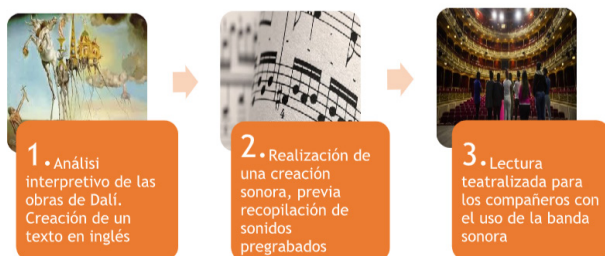 1. Análisi
interpretivo de las
obras de Dalí.
Creación de un
texto en inglés
2. Realización de
una creación
sonora, previa
recopilación de
sonidos
pregrabados
3. Lectura
teatralizada para
los compañeros con
el uso de la banda
sonora